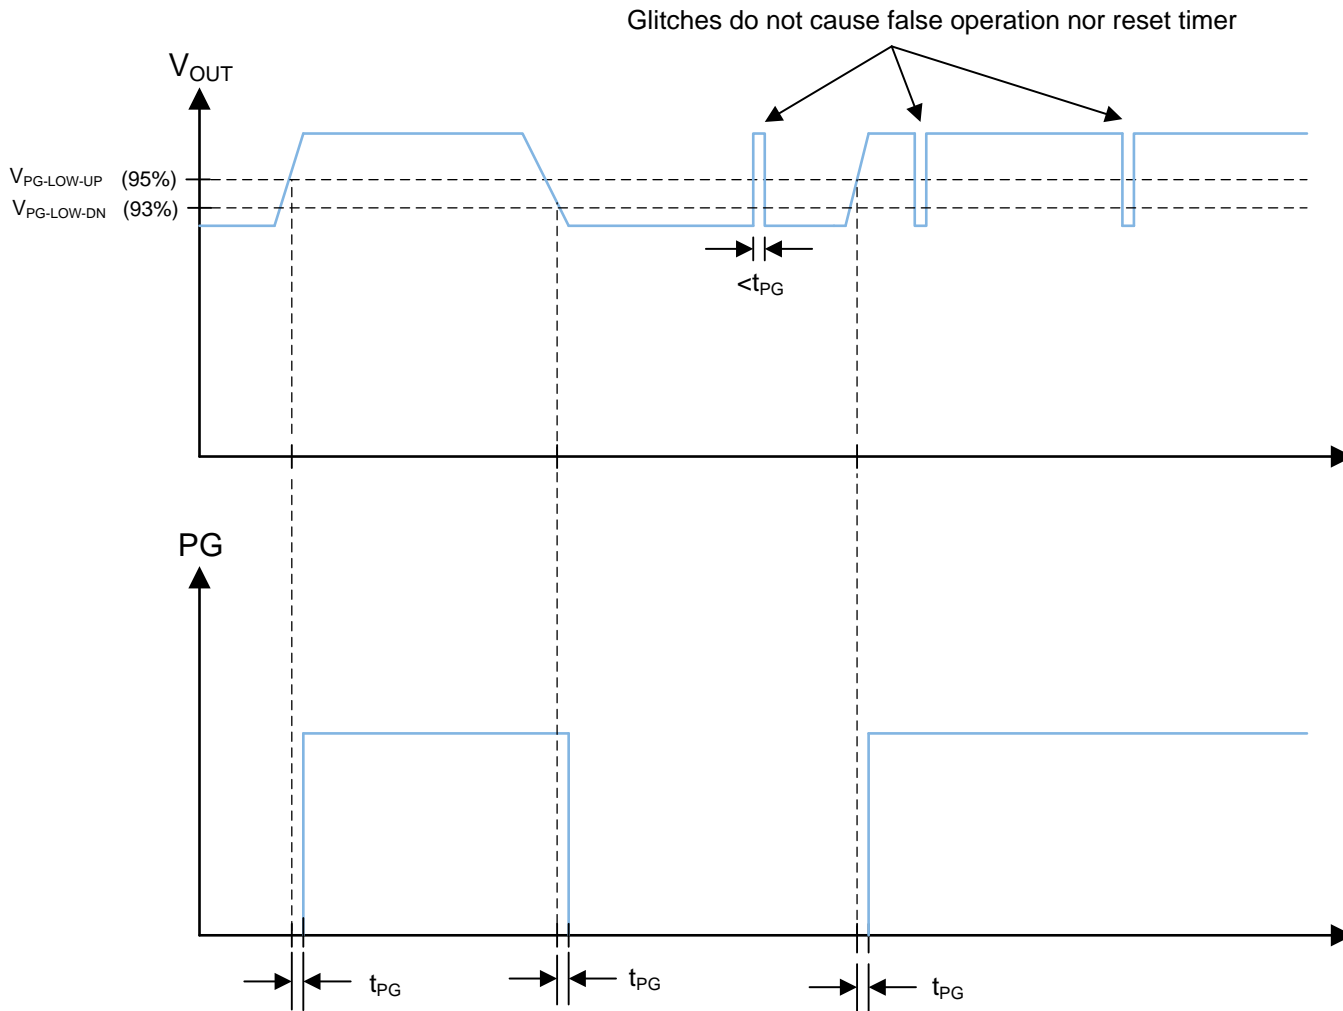 Glitches do not cause false operation nor reset timer
VOUT
VPG-LOW-UP (95%)
VPG-LOW-DN (93%)
<tPG
PG
tPG
tPG
tPG